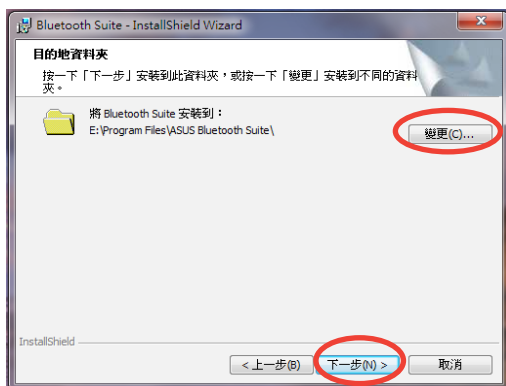 Bluetooth Suite - InstallShield Wizard
目的地資料夾
按一下「下一步」安裝到此資料夾，或按一下「變更」安裝到不同的資料
夾。
將 Bluetooth Suite 安裝到：
E:\Program Files\ASUS Bluetooth Suite\
變更(C)...
InstallShield
< 上一步(B)
下一步(N) >
取消